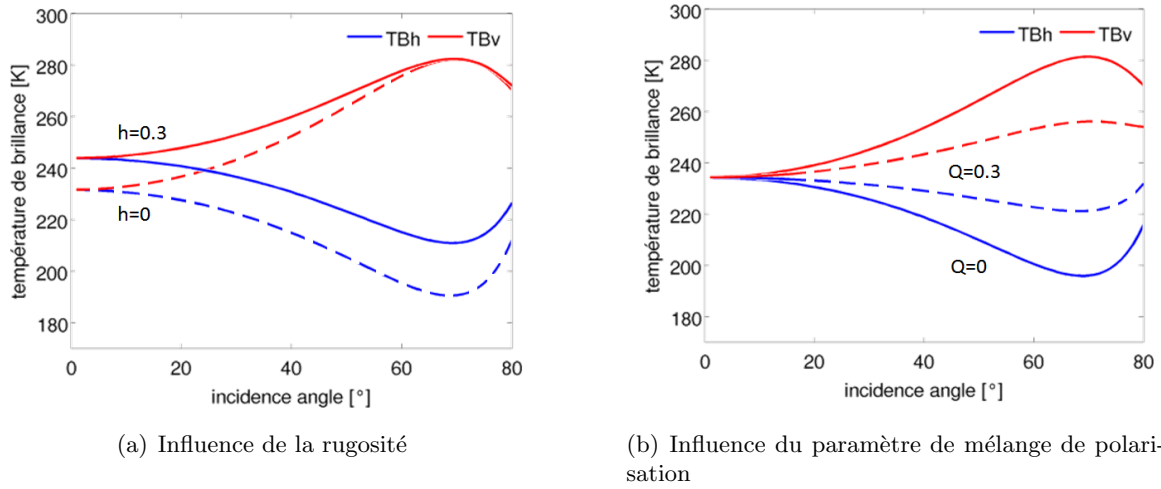 300
280
260
240
220
200
180
température de brillance [K]
TBh
TBv
h=0.3
h=0
0
20
40
60
80
incidence angle [°]
(a) Influence de la rugosité
300
280
260
240
220
200
180
température de brillance [K]
TBh
TBv
Q=0.3
Q=0
0
20
40
60
80
incidence angle [°]
(b) Influence du paramètre de mélange de polari-
sation